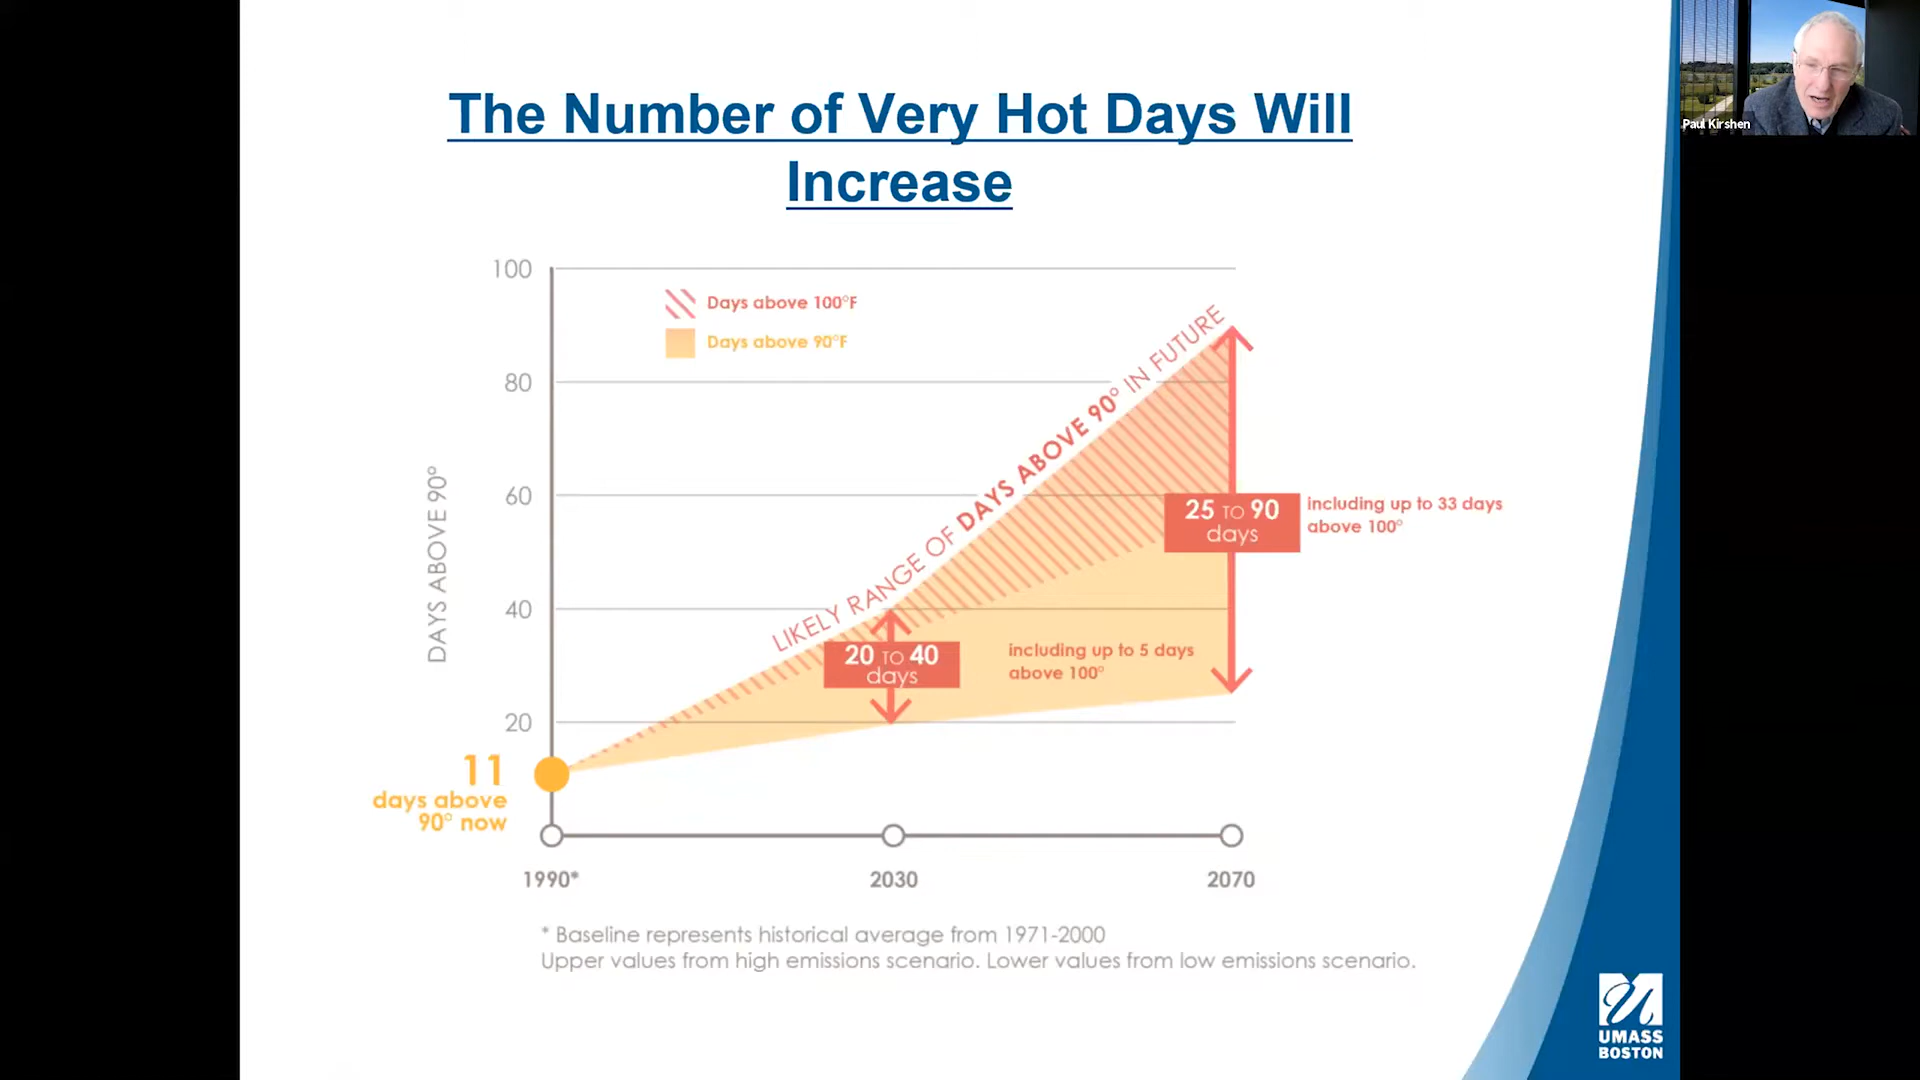 The Number of Very Hot Days Will
Increase
Paul Kirshen
100
80
60
40
20
DAYS ABOVE 90°
Days above 100°F
Days above 90°F
LIKELY RANGE OF DAYS ABOVE 90° IN FUTURE
25 TO 90
days
including up to 33 days
above 100°
20 TO 40
days
including up to 5 days
above 100°
11
days above
90° now
1990*
2030
2070
* Baseline represents historical average from 1971-2000
Upper values from high emissions scenario. Lower values from low emissions scenario.
UMASS
BOSTON